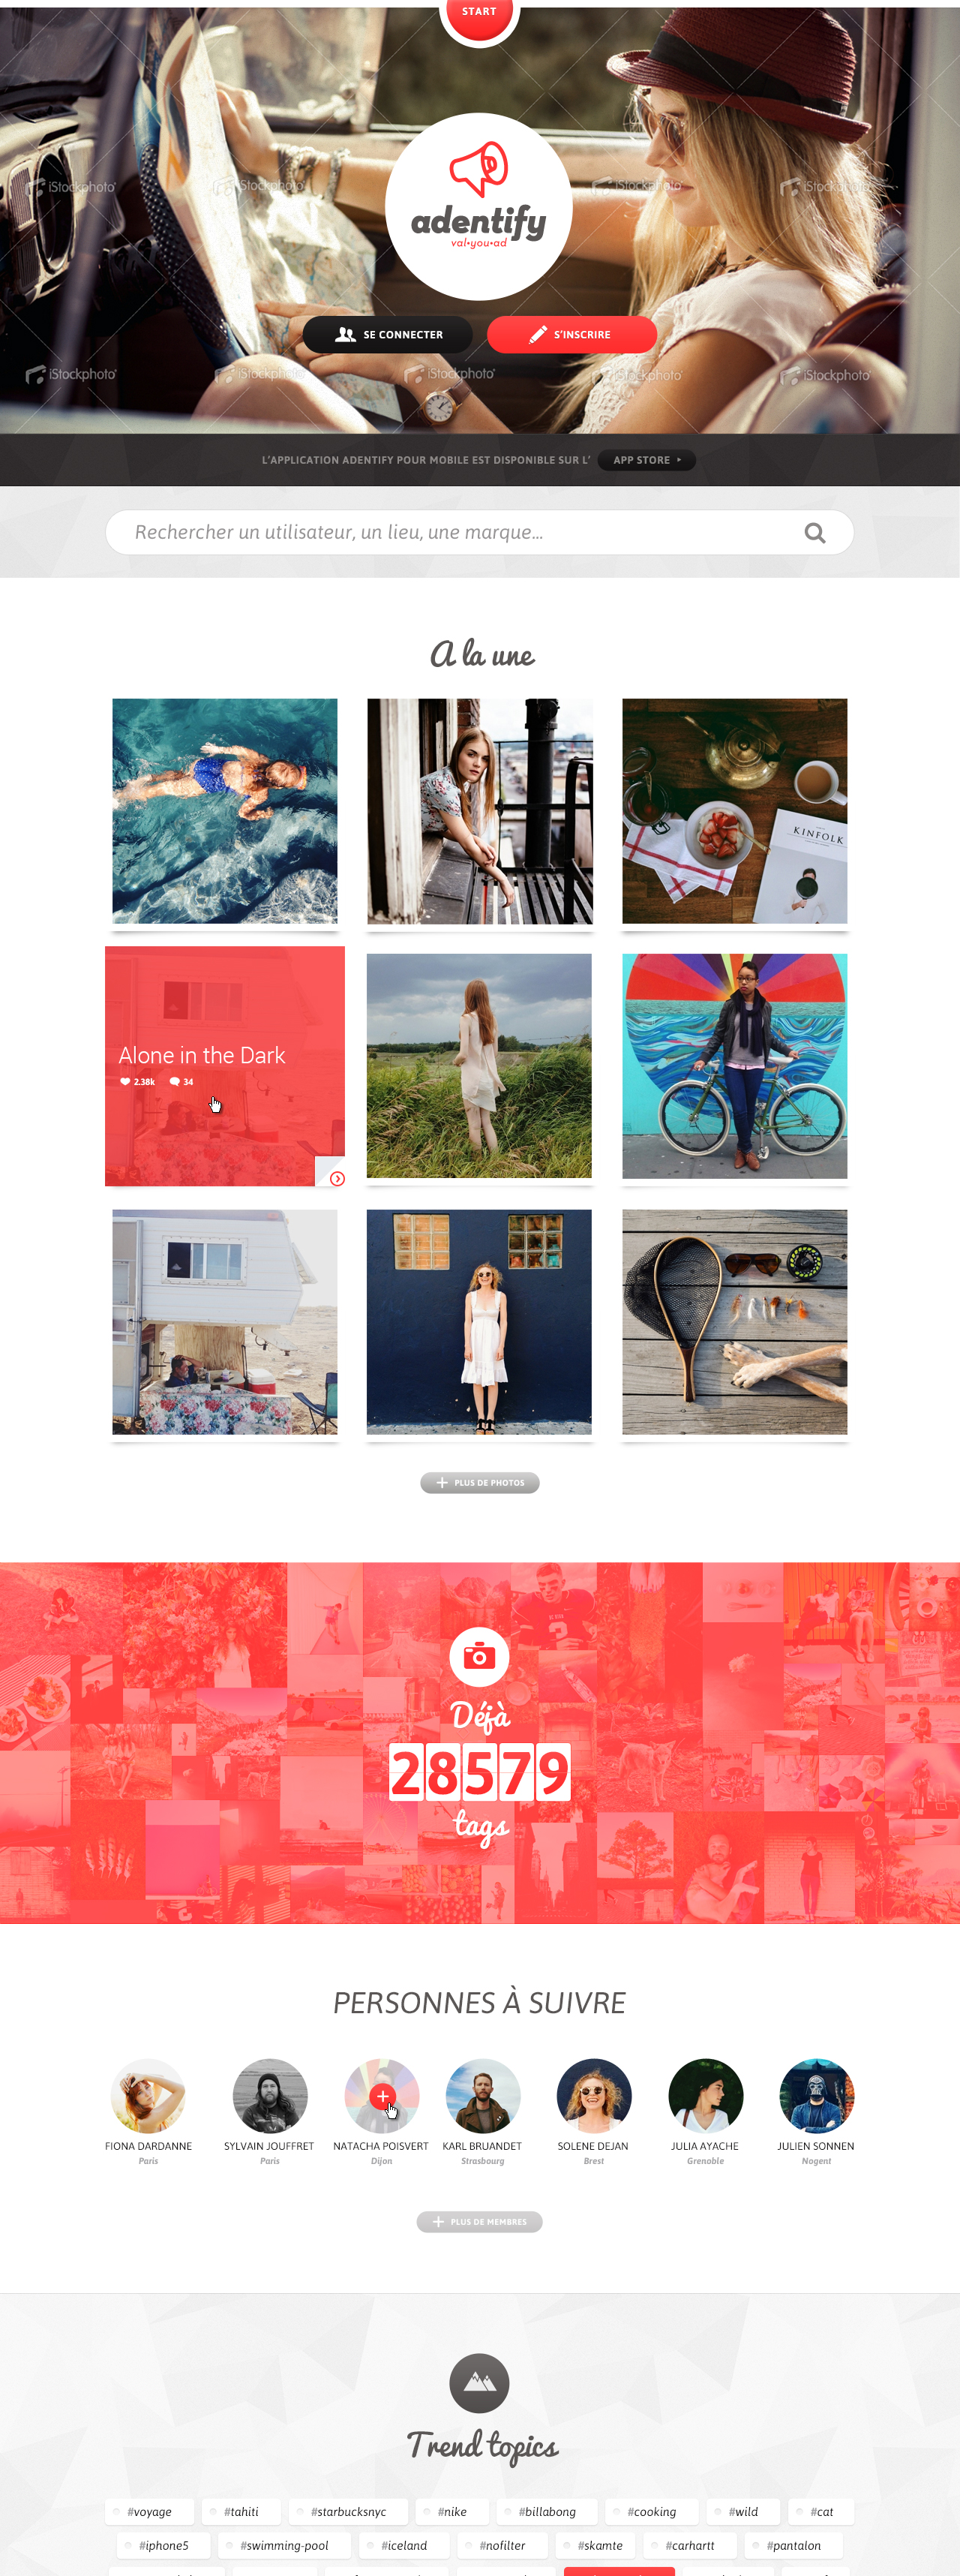 START
iStockphoto iStockphoto iStockphoto iStockphoto
adentify
val•you•ad
SE CONNECTER S'INSCRIRE
iStockphoto iStockphoto iStockphoto iStockphoto iStockphoto
L'APPLICATION ADENTIFY POUR MOBILE EST DISPONIBLE SUR L' APP STORE
Rechercher un utilisateur, un lieu, une marque...
A la une
KINFOLK
Alone in the Dark
2.38k 34
PLUS DE PHOTOS
Déjà
28579
tags
PERSONNES À SUIVRE
FIONA DARDANNE SYLVAIN JOUFFRET NATACHA POISVERT KARL BRUANDET SOLENE DEJAN JULIA AYACHE JULIEN SONNEN
Paris Paris Dijon Strasbourg Brest Grenoble Nogent
PLUS DE MEMBRES
Trend topics
#voyage #tahiti #starbucksnyc #nike #billabong #cooking #wild #cat
#iphone5 #swimming-pool #iceland #nofilter #skamte #carhartt #pantalon